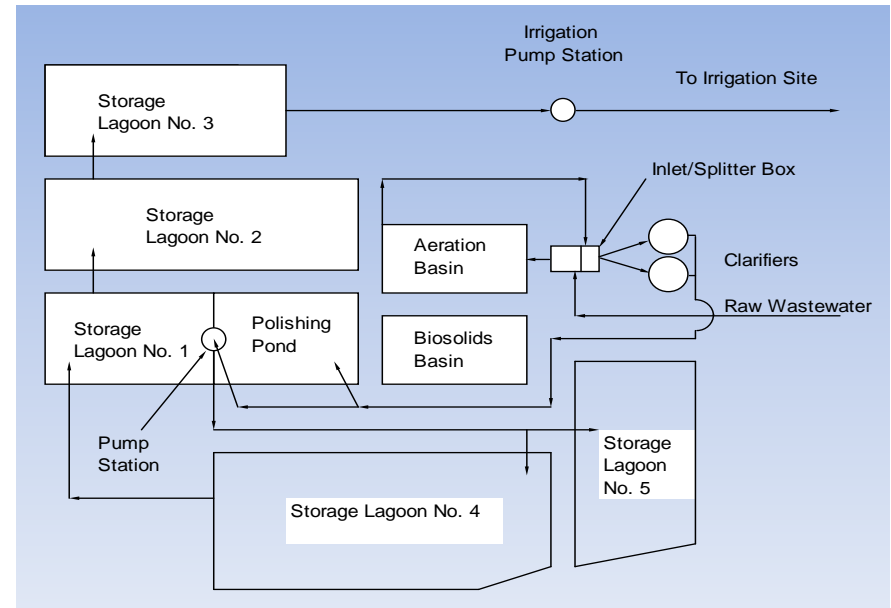 Irrigation
Pump Station
To Irrigation Site
Storage
Lagoon No. 3
Inlet/Splitter Box
Storage
Lagoon No. 2
Aeration
Basin
Clarifiers
Raw Wastewater
Storage
Lagoon No. 1
Polishing
Pond
Biosolids
Basin
Pump
Station
Storage
Lagoon
No. 5
Storage Lagoon No. 4